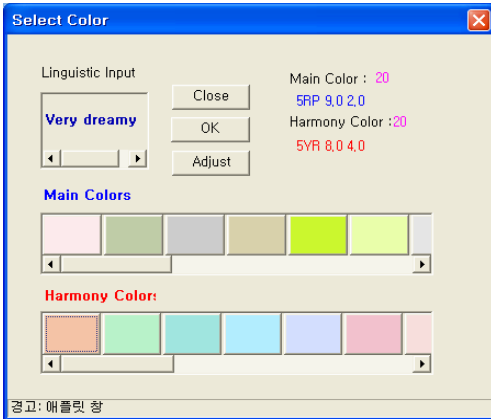 Select Color
Linguistic Input
Very dreamy
Close
OK
Adjust
Main Color : 20
5RP 9.0 2.0
Harmony Color :20
5YR 8.0 4.0
Main Colors
Harmony Colors
경고: 애플릿 창